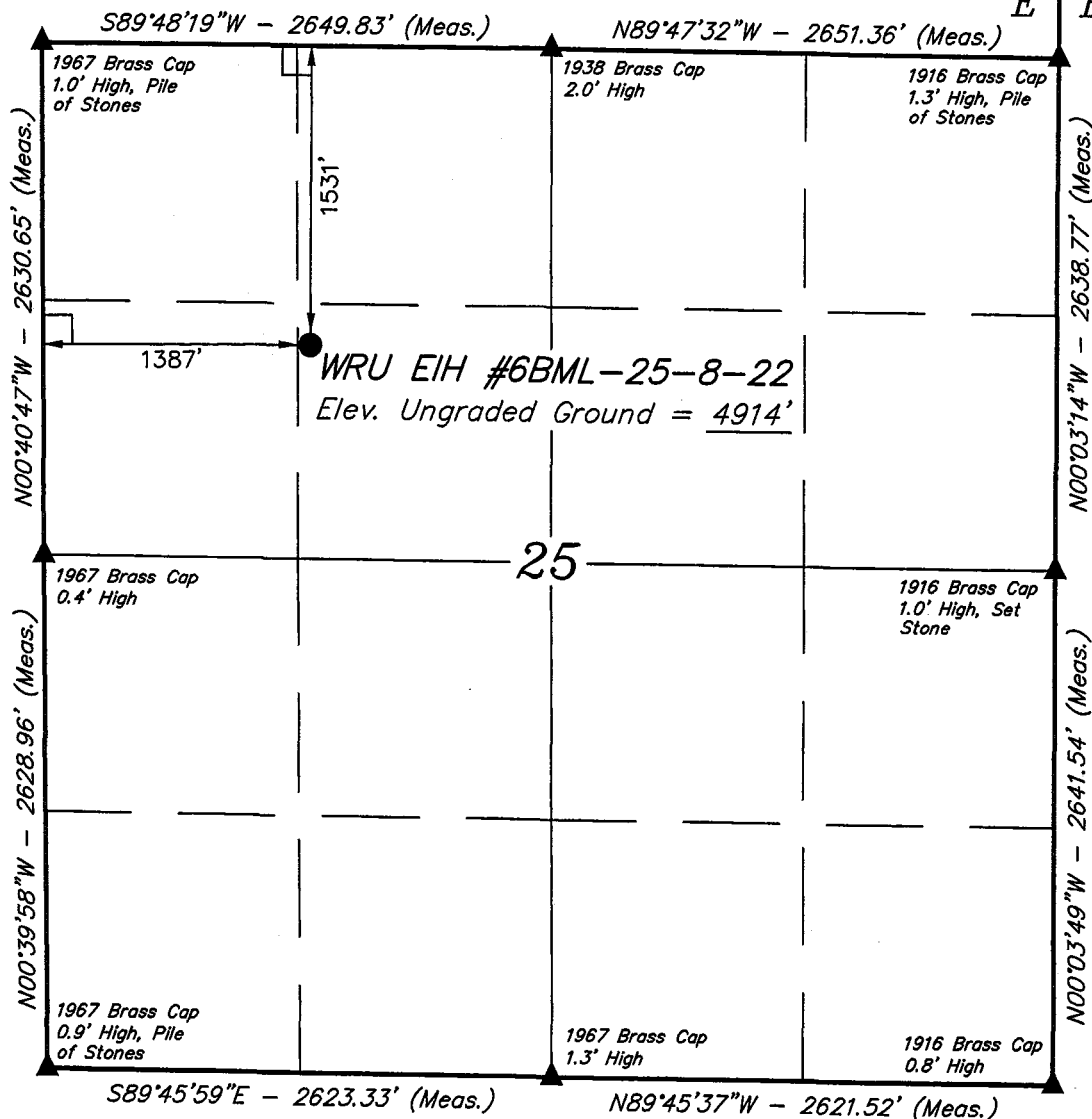 S89°48'19"W - 2649.83' (Meas.)
N89°47'32"W - 2651.36' (Meas.)
E
1967 Brass Cap
1.0' High, Pile
of Stones
1938 Brass Cap
2.0' High
1916 Brass Cap
1.3' High, Pile
of Stones
N00°40'47"W - 2630.65' (Meas.)
1531'
N00°03'14"W - 2638.77' (Meas.)
1387'
WRU EIH #6BML-25-8-22
Elev. Ungraded Ground = 4914'
25
1967 Brass Cap
0.4' High
1916 Brass Cap
1.0' High, Set
Stone
N00°39'58"W - 2628.96' (Meas.)
N00°03'49"W - 2641.54' (Meas.)
1967 Brass Cap
0.9' High, Pile
of Stones
1967 Brass Cap
1.3' High
1916 Brass Cap
0.8' High
S89°45'59"E - 2623.33' (Meas.)
N89°45'37"W - 2621.52' (Meas.)